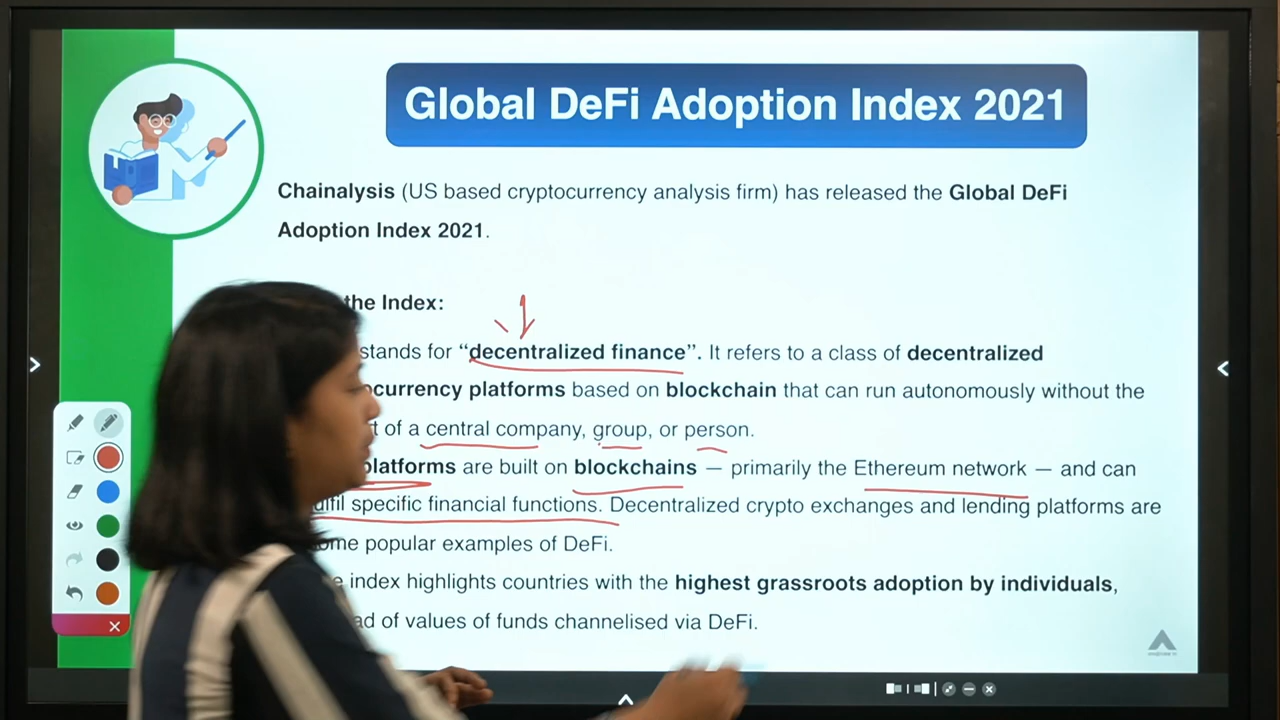 Global DeFi Adoption Index 2021
Chainalysis (US based cryptocurrency analysis firm) has released the Global DeFi
Adoption Index 2021.
the Index:
stands for “decentralized finance”. It refers to a class of decentralized
platforms based on blockchain that can run autonomously without the
of a central company, group, or person.
platforms are built on blockchains — primarily the Ethereum network — and can
specific financial functions. Decentralized crypto exchanges and lending platforms are
popular examples of DeFi.
index highlights countries with the highest grassroots adoption by individuals,
of values of funds channelised via DeFi.